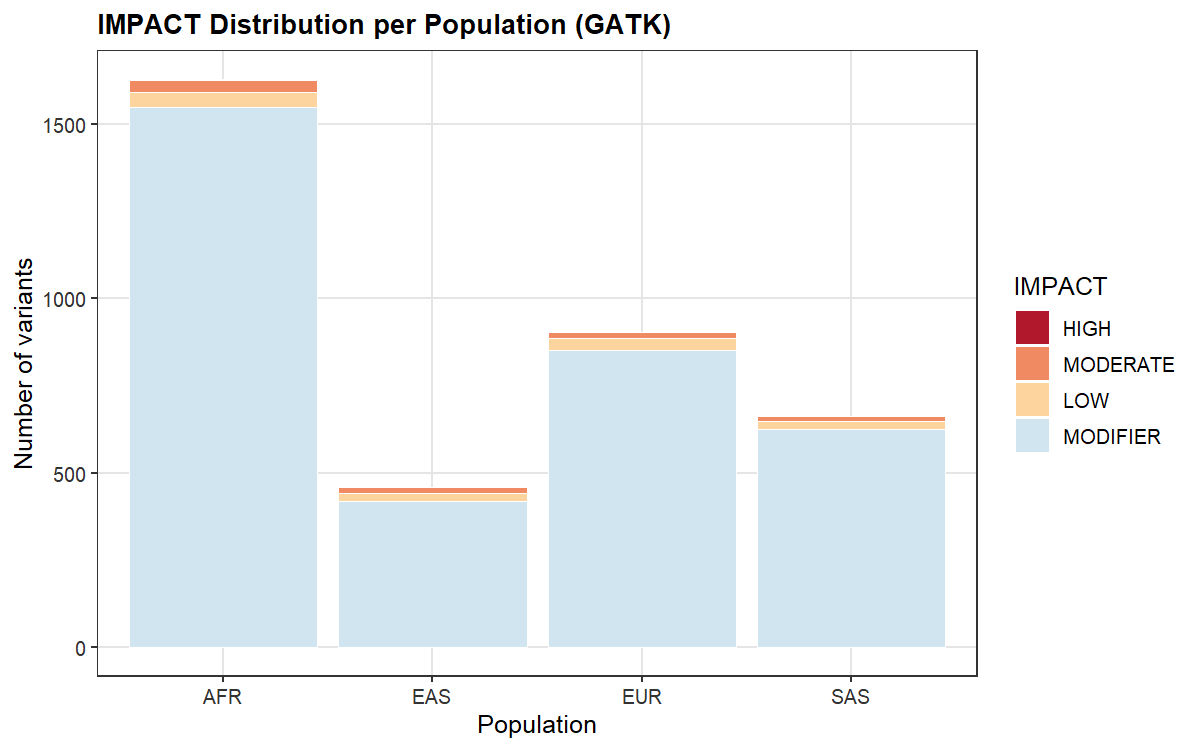 IMPACT Distribution per Population (GATK)
Number of variants
1500
1000
500
0
AFR
EAS
EUR
SAS
Population
IMPACT
HIGH
MODERATE
LOW
MODIFIER